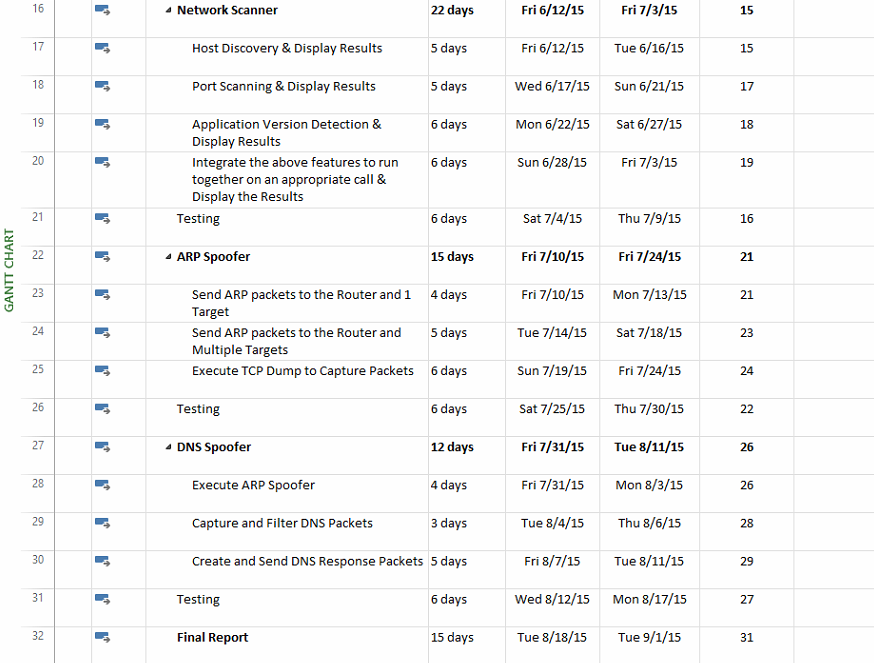 16 Network Scanner 22 days Fri 6/12/15 Fri 7/3/15 15
17 Host Discovery & Display Results 5 days Fri 6/12/15 Tue 6/16/15 15
18 Port Scanning & Display Results 5 days Wed 6/17/15 Sun 6/21/15 17
19 Application Version Detection & 6 days Mon 6/22/15 Sat 6/27/15 18
Display Results
20 Integrate the above features to run 6 days Sun 6/28/15 Fri 7/3/15 19
together on an appropriate call &
Display the Results
21 Testing 6 days Sat 7/4/15 Thu 7/9/15 16
GANTT CHART
22 ARP Spoofer 15 days Fri 7/10/15 Fri 7/24/15 21
23 Send ARP packets to the Router and 1 4 days Fri 7/10/15 Mon 7/13/15 21
Target
24 Send ARP packets to the Router and 5 days Tue 7/14/15 Sat 7/18/15 23
Multiple Targets
25 Execute TCP Dump to Capture Packets 6 days Sun 7/19/15 Fri 7/24/15 24
26 Testing 6 days Sat 7/25/15 Thu 7/30/15 22
27 DNS Spoofer 12 days Fri 7/31/15 Tue 8/11/15 26
28 Execute ARP Spoofer 4 days Fri 7/31/15 Mon 8/3/15 26
29 Capture and Filter DNS Packets 3 days Tue 8/4/15 Thu 8/6/15 28
30 Create and Send DNS Response Packets 5 days Fri 8/7/15 Tue 8/11/15 29
31 Testing 6 days Wed 8/12/15 Mon 8/17/15 27
32 Final Report 15 days Tue 8/18/15 Tue 9/1/15 31